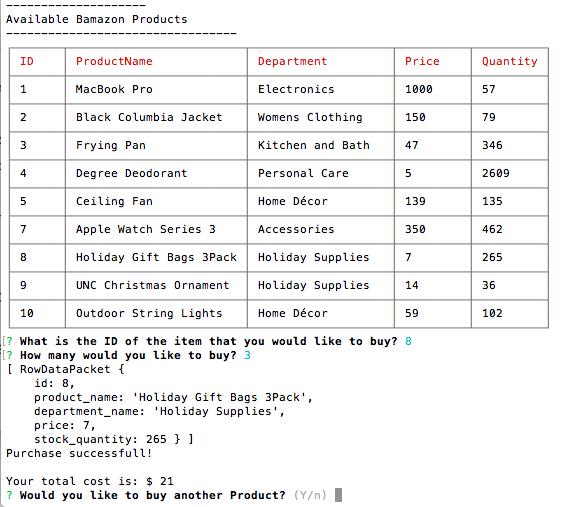 Available Bamazon Products
ID ProductName Department Price Quantity
1 MacBook Pro Electronics 1000 57
2 Black Columbia Jacket Womens Clothing 150 79
3 Frying Pan Kitchen and Bath 47 346
4 Degree Deodorant Personal Care 5 2609
5 Ceiling Fan Home Décor 139 135
7 Apple Watch Series 3 Accessories 350 462
8 Holiday Gift Bags 3Pack Holiday Supplies 7 265
9 UNC Christmas Ornament Holiday Supplies 14 36
10 Outdoor String Lights Home Décor 59 102
[? What is the ID of the item that you would like to buy? 8
[? How many would you like to buy? 3
[ RowDataPacket {
id: 8,
product_name: 'Holiday Gift Bags 3Pack',
department_name: 'Holiday Supplies',
price: 7,
stock_quantity: 265 } ]
Purchase successfull!
Your total cost is: $ 21
? Would you like to buy another Product? (Y/n)